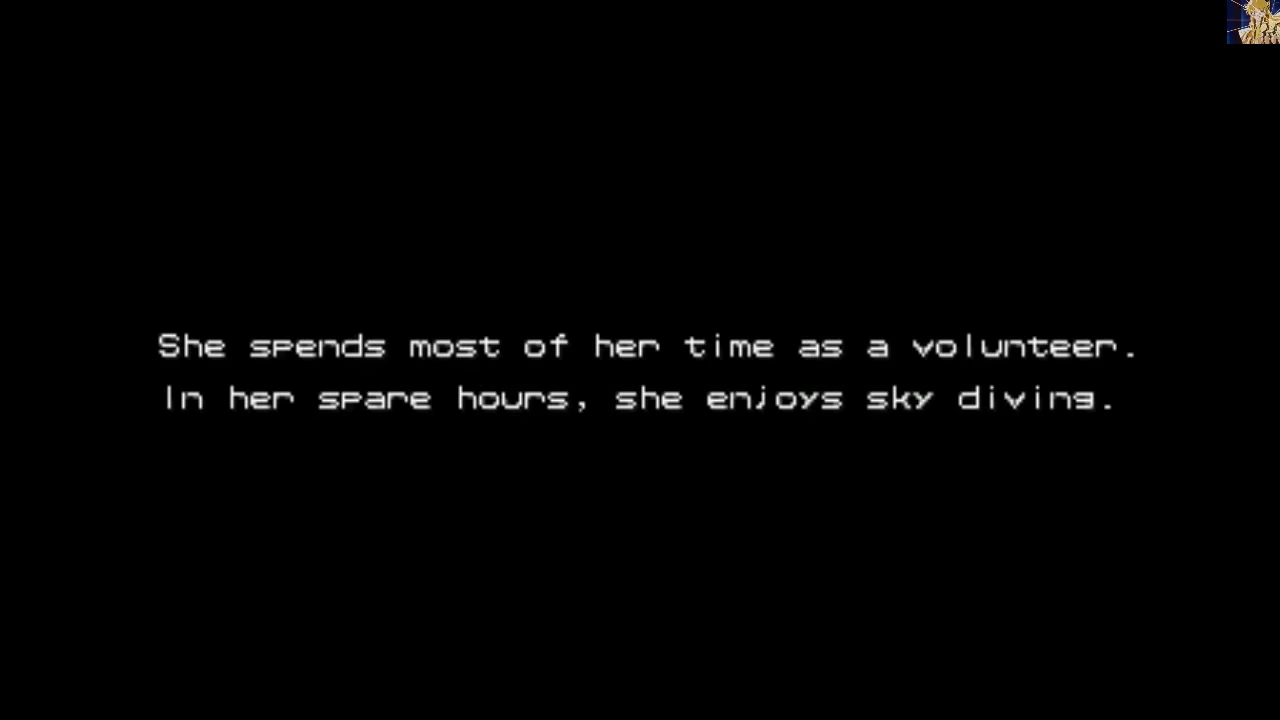 She spends most of her time as a volunteer.
In her spare hours, she enjoys sky diving.